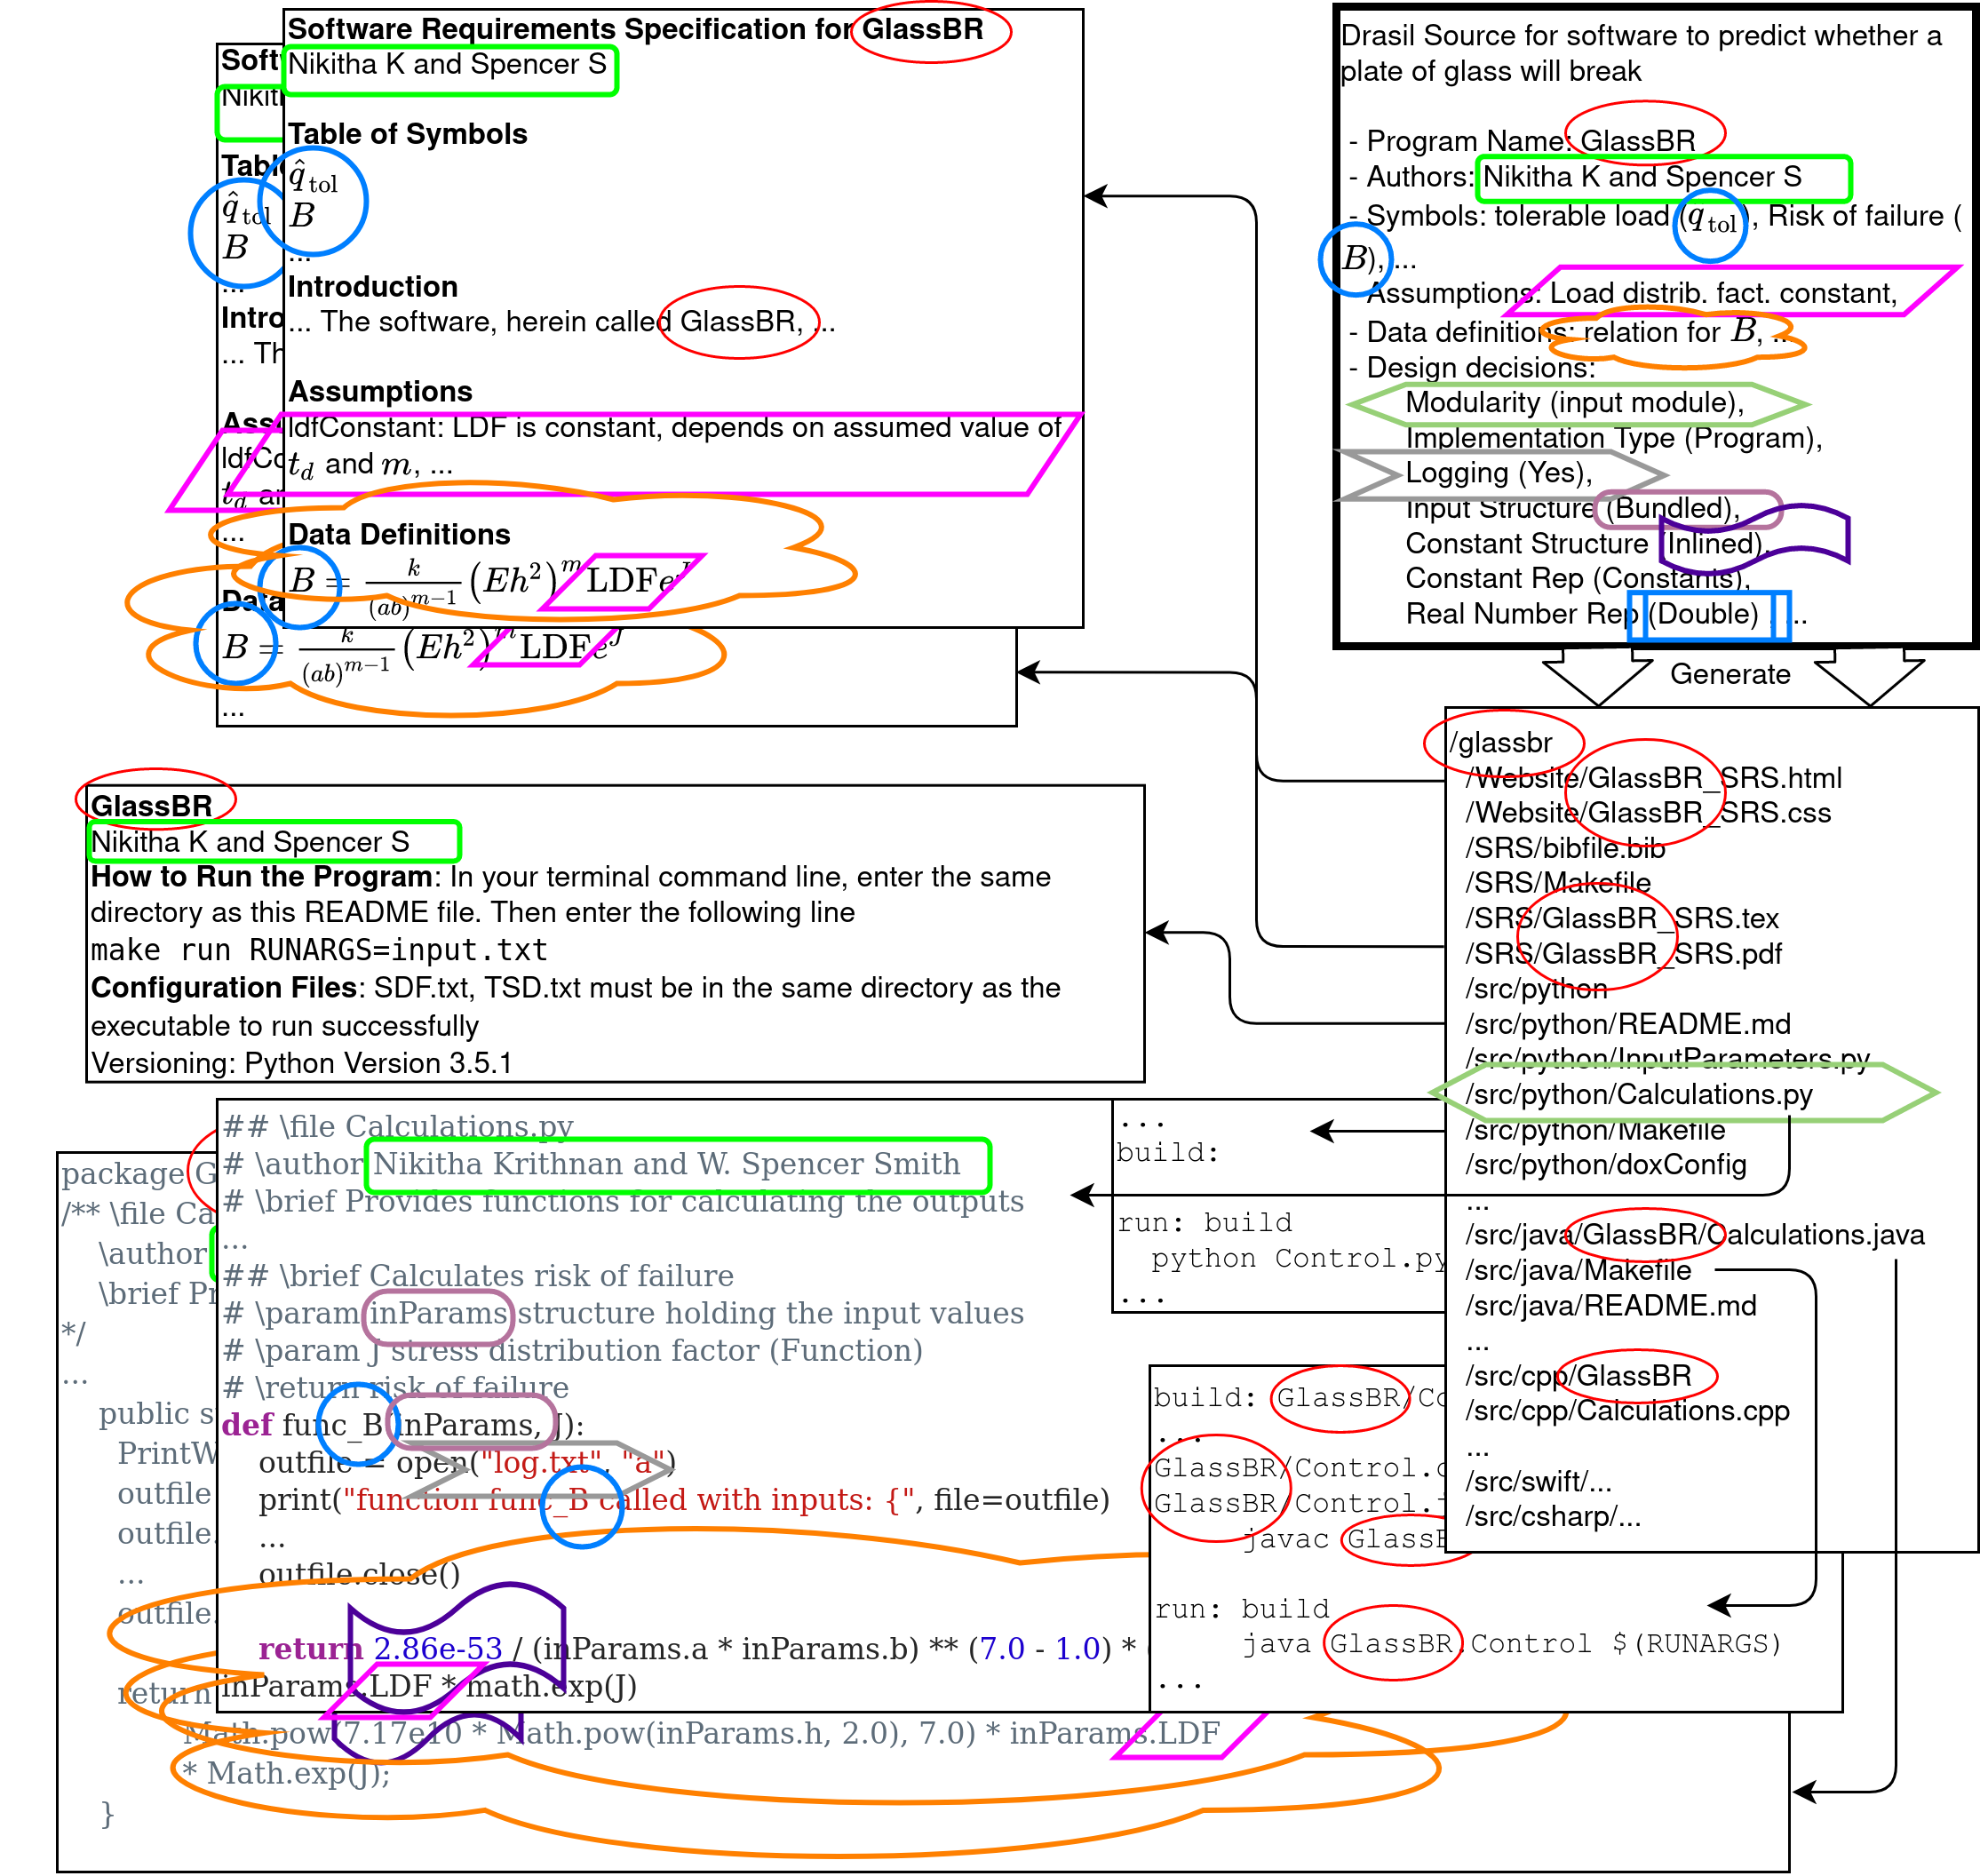 Software Requirements Specification for GlassBR
Nikitha K and Spencer S
Table of Symbols
q̂tol
B
...
Introduction
... The software, herein called GlassBR, ...
Assumptions
ldfConstant: LDF is constant, depends on assumed value of
td and m, ...
Data Definitions
B = k/(ab)^(m−1) (Eh²)^m LDFe^J
Soft
Nikit
Tabl
q̂tol
B
...
Intro
... Th
Ass
ldfCo
td an
...
Data
B = k/(ab)^(m−1) (Eh²)^m LDFe^J
...
Drasil Source for software to predict whether a
plate of glass will break
- Program Name: GlassBR
- Authors: Nikitha K and Spencer S
- Symbols: tolerable load (qtol), Risk of failure (
B), ...
- Assumptions: Load distrib. fact. constant,
- Data definitions: relation for B, ...
- Design decisions:
Modularity (input module),
Implementation Type (Program),
Logging (Yes),
Input Structure (Bundled),
Constant Structure (Inlined),
Constant Rep (Constants),
Real Number Rep (Double) , ...
Generate
/glassbr
/Website/GlassBR_SRS.html
/Website/GlassBR_SRS.css
/SRS/bibfile.bib
/SRS/Makefile
/SRS/GlassBR_SRS.tex
/SRS/GlassBR_SRS.pdf
/src/python
/src/python/README.md
/src/python/InputParameters.py
/src/python/Calculations.py
/src/python/Makefile
/src/python/doxConfig
...
/src/java/GlassBR/Calculations.java
/src/java/Makefile
/src/java/README.md
...
/src/cpp/GlassBR
/src/cpp/Calculations.cpp
...
/src/swift/...
/src/csharp/...
GlassBR
Nikitha K and Spencer S
How to Run the Program: In your terminal command line, enter the same
directory as this README file. Then enter the following line
make run RUNARGS=input.txt
Configuration Files: SDF.txt, TSD.txt must be in the same directory as the
executable to run successfully
Versioning: Python Version 3.5.1
## \file Calculations.py
# \author Nikitha Krithnan and W. Spencer Smith
# \brief Provides functions for calculating the outputs
...
## \brief Calculates risk of failure
# \param inParams structure holding the input values
# \param J stress distribution factor (Function)
# \return risk of failure
def func_B(inParams, J):
outfile = open("log.txt", "a")
print("function func_B called with inputs: {", file=outfile)
...
outfile.close()
return 2.86e-53 / (inParams.a * inParams.b) ** (7.0 - 1.0) * (
inParams.LDF * math.exp(J)
...
build:
run: build
python Control.py
...
build: GlassBR/Co
...
GlassBR/Control.c
GlassBR/Control.j
javac GlassB
run: build
java GlassBR.Control $(RUNARGS)
...
package G
/** \file Ca
\author
\brief Pr
*/
...
public s
PrintW
outfile
outfile.
...
outfile.
return
Math.pow(7.17e10 * Math.pow(inParams.h, 2.0), 7.0) * inParams.LDF
* Math.exp(J);
}